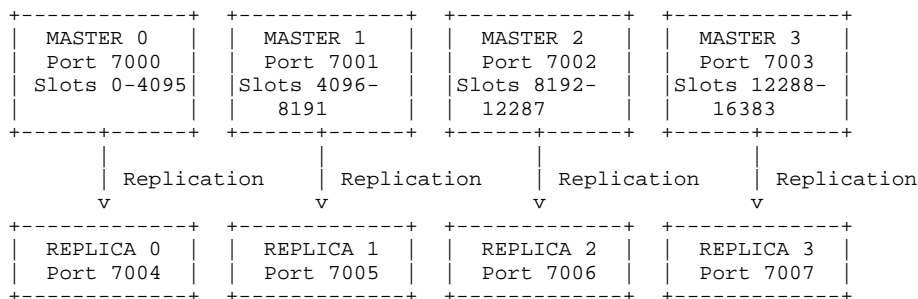 MASTER 0 MASTER 1 MASTER 2 MASTER 3
Port 7000 Port 7001 Port 7002 Port 7003
Slots 0-4095 Slots 4096- Slots 8192- Slots 12288-
8191 12287 16383
Replication Replication Replication Replication
REPLICA 0 REPLICA 1 REPLICA 2 REPLICA 3
Port 7004 Port 7005 Port 7006 Port 7007